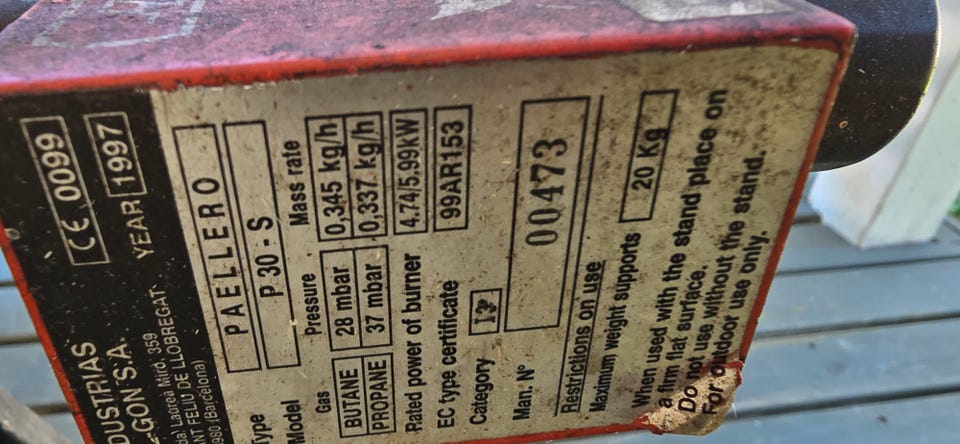 DUSTRIAS
-GON S.A.
Laorea Miró, 359
ANT FELIU DE LLOBREGAT-
980 (Barcelona)
CE 0099
YEAR 1997
Type PAELLERO
Model P 30 - S
Gas Pressure Mass rate
BUTANE 28 mbar 0,345 kg/h
PROPANE 37 mbar 0,337 kg/h
Rated power of burner 4.74/5.99kW
EC type certificate 99AR153
Category
Man. Nº 00473
Restrictions on use
Maximum weight supports 20 Kg
When used with the stand place on
a firm flat surface.
Do not use without the stand.
For outdoor use only.